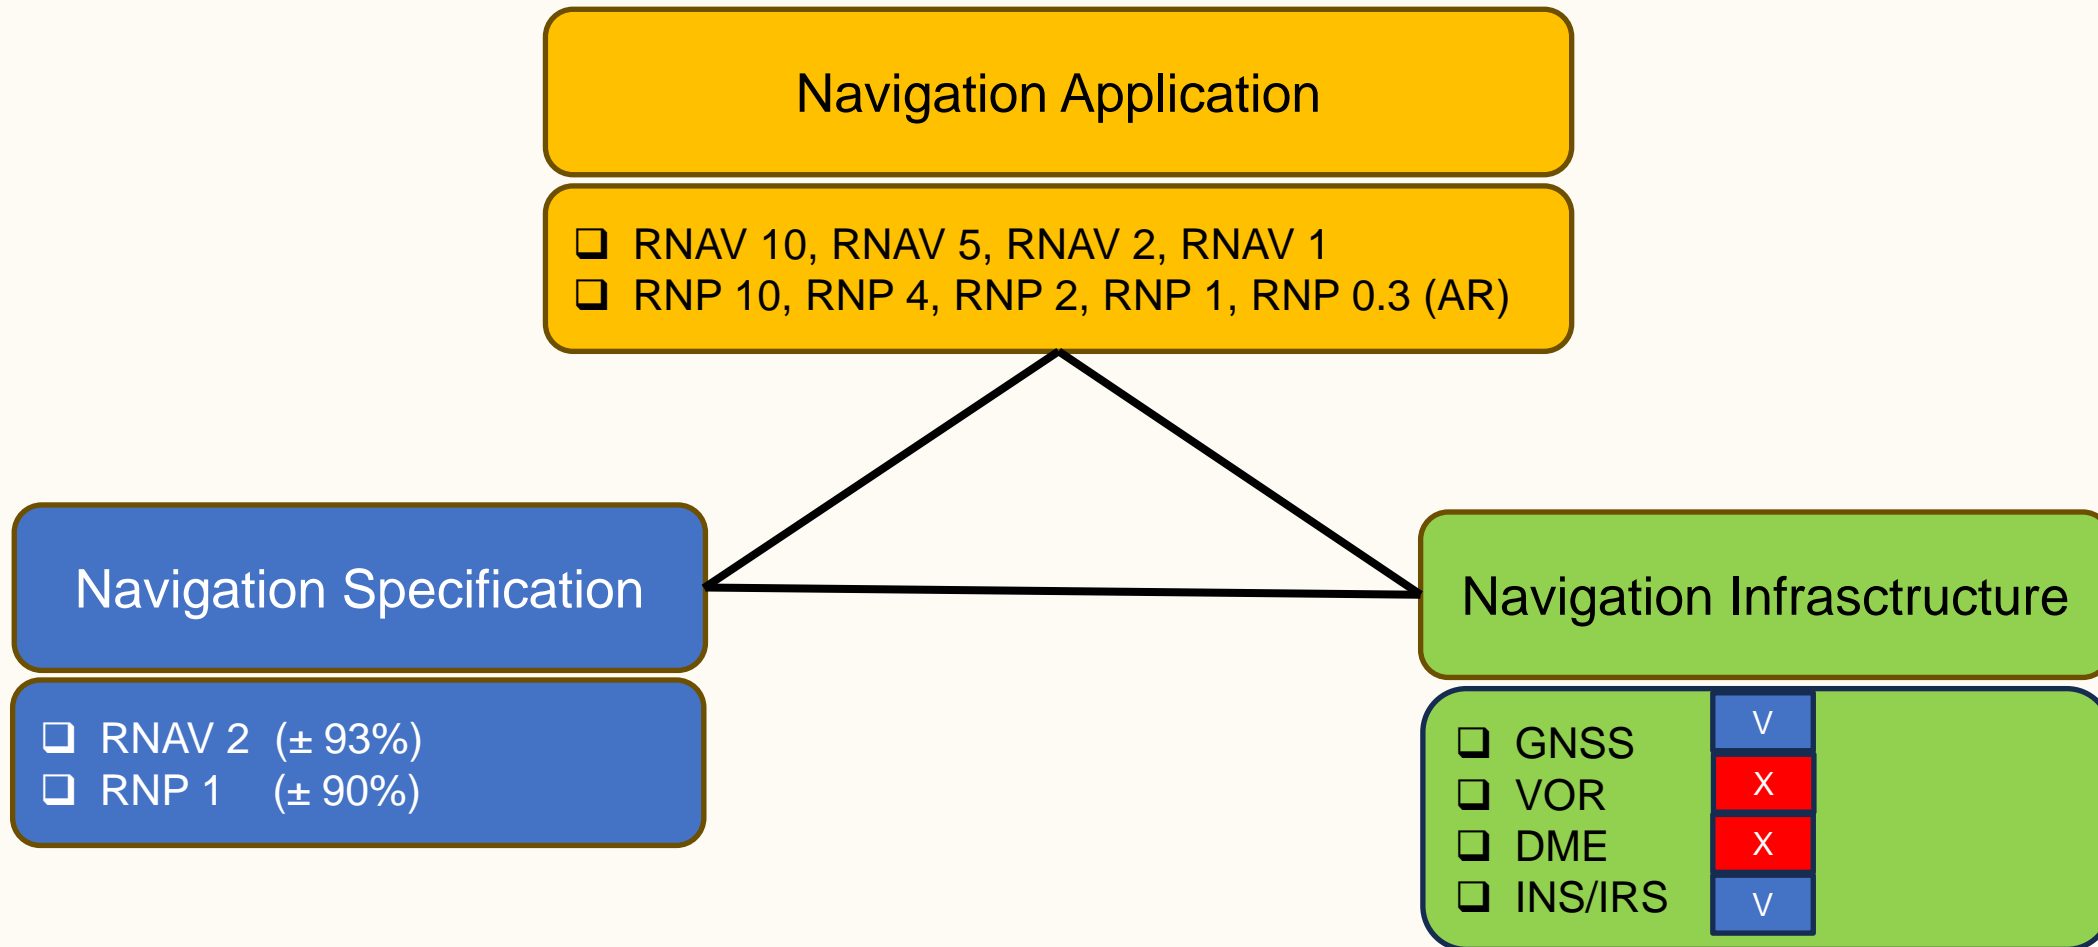 Navigation Application
❑ RNAV 10, RNAV 5, RNAV 2, RNAV 1
❑ RNP 10, RNP 4, RNP 2, RNP 1, RNP 0.3 (AR)
Navigation Specification
❑ RNAV 2 (± 93%)
❑ RNP 1 (± 90%)
Navigation Infrasctructure
❑ GNSS V
❑ VOR X
❑ DME X
❑ INS/IRS V